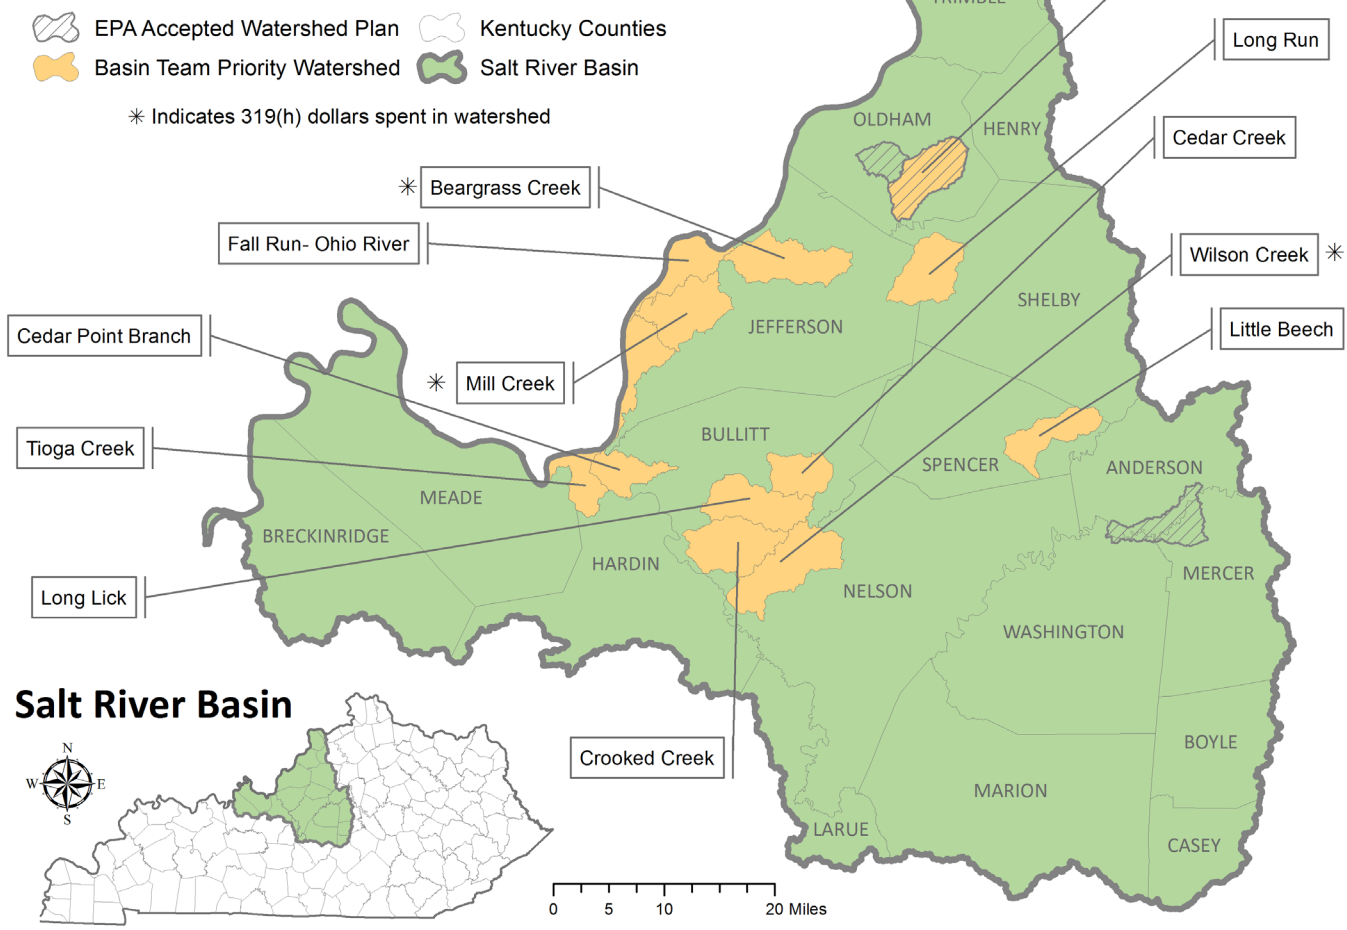 TRIMBLE
EPA Accepted Watershed Plan
Kentucky Counties
Basin Team Priority Watershed
Salt River Basin
✳ Indicates 319(h) dollars spent in watershed
Long Run
OLDHAM
HENRY
Cedar Creek
✳ Beargrass Creek
Fall Run- Ohio River
Wilson Creek ✳
SHELBY
JEFFERSON
Little Beech
Cedar Point Branch
✳ Mill Creek
BULLITT
Tioga Creek
SPENCER
ANDERSON
MEADE
BRECKINRIDGE
HARDIN
MERCER
NELSON
Long Lick
WASHINGTON
Salt River Basin
N
W E
S
Crooked Creek
BOYLE
MARION
LARUE
CASEY
0 5 10 20 Miles